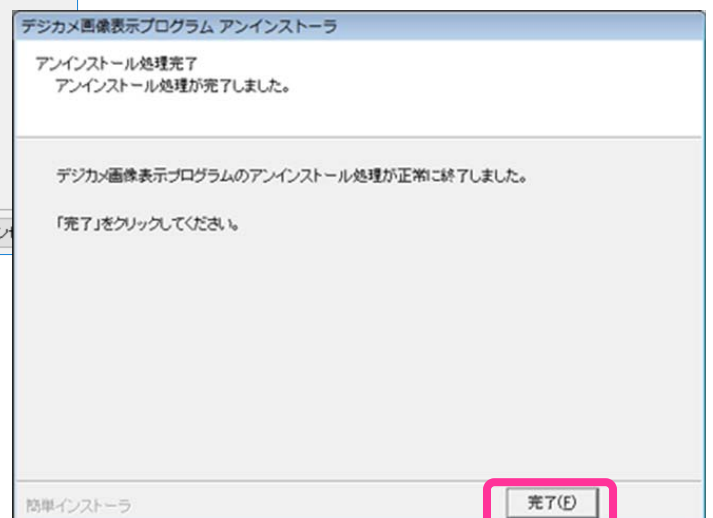 デジカメ画像表示プログラム アンインストーラ
アンインストール処理完了
アンインストール処理が完了しました。
デジカメ画像表示プログラムのアンインストール処理が正常に終了しました。
「完了」をクリックしてください。
簡単インストーラ
完了(F)